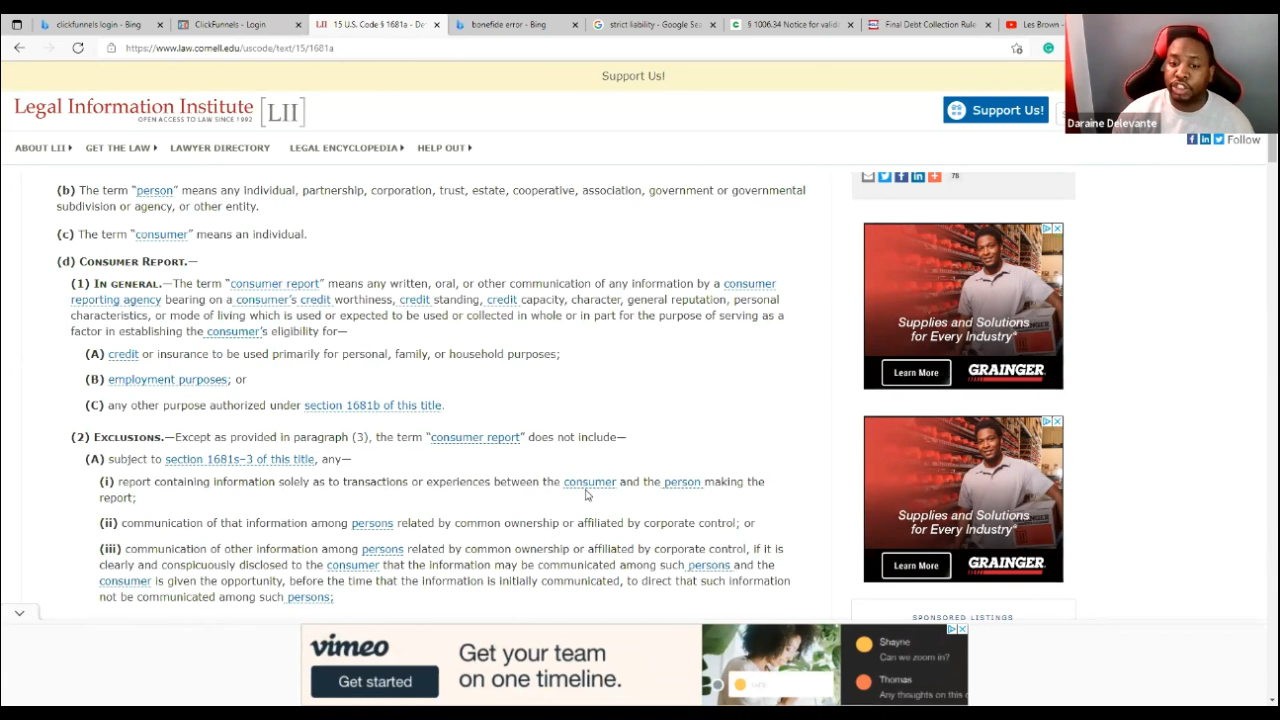 clickfunnels login - Bing
ClickFunnels - Login
15 U.S. Code § 1681a - De
bonefide error - Bing
strict liability - Google Se
§ 1006.34 Notice for valid
Final Debt Collection Rule
Les Brown -
https://www.law.cornell.edu/uscode/text/15/1681a
Daraine Delevante
Support Us!
Legal Information Institute [LII]
OPEN ACCESS TO LAW SINCE 1992
Support Us!
Follow
ABOUT LII GET THE LAW LAWYER DIRECTORY LEGAL ENCYCLOPEDIA HELP OUT
78
(b) The term “person” means any individual, partnership, corporation, trust, estate, cooperative, association, government or governmental
subdivision or agency, or other entity.
(c) The term “consumer” means an individual.
(d) CONSUMER REPORT.—
(1) IN GENERAL.—The term “consumer report” means any written, oral, or other communication of any information by a consumer
reporting agency bearing on a consumer’s credit worthiness, credit standing, credit capacity, character, general reputation, personal
characteristics, or mode of living which is used or expected to be used or collected in whole or in part for the purpose of serving as a
factor in establishing the consumer’s eligibility for—
(A) credit or insurance to be used primarily for personal, family, or household purposes;
(B) employment purposes; or
(C) any other purpose authorized under section 1681b of this title.
(2) EXCLUSIONS.—Except as provided in paragraph (3), the term “consumer report” does not include—
(A) subject to section 1681s–3 of this title, any—
(i) report containing information solely as to transactions or experiences between the consumer and the person making the
report;
(ii) communication of that information among persons related by common ownership or affiliated by corporate control; or
(iii) communication of other information among persons related by common ownership or affiliated by corporate control, if it is
clearly and conspicuously disclosed to the consumer that the information may be communicated among such persons and the
consumer is given the opportunity, before the time that the information is initially communicated, to direct that such information
not be communicated among such persons;
Supplies and Solutions
for Every Industry*
Learn More
GRAINGER
Supplies and Solutions
for Every Industry*
Learn More
GRAINGER
SPONSORED LISTINGS
vimeo
Get started
Get your team
on one timeline.
Shayne
Can we zoom in?
Thomas
Any thoughts on this